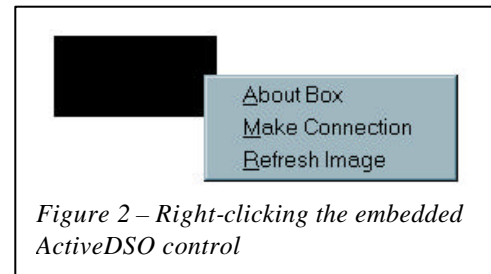 About Box
Make Connection
Refresh Image
Figure 2 – Right-clicking the embedded
ActiveDSO control